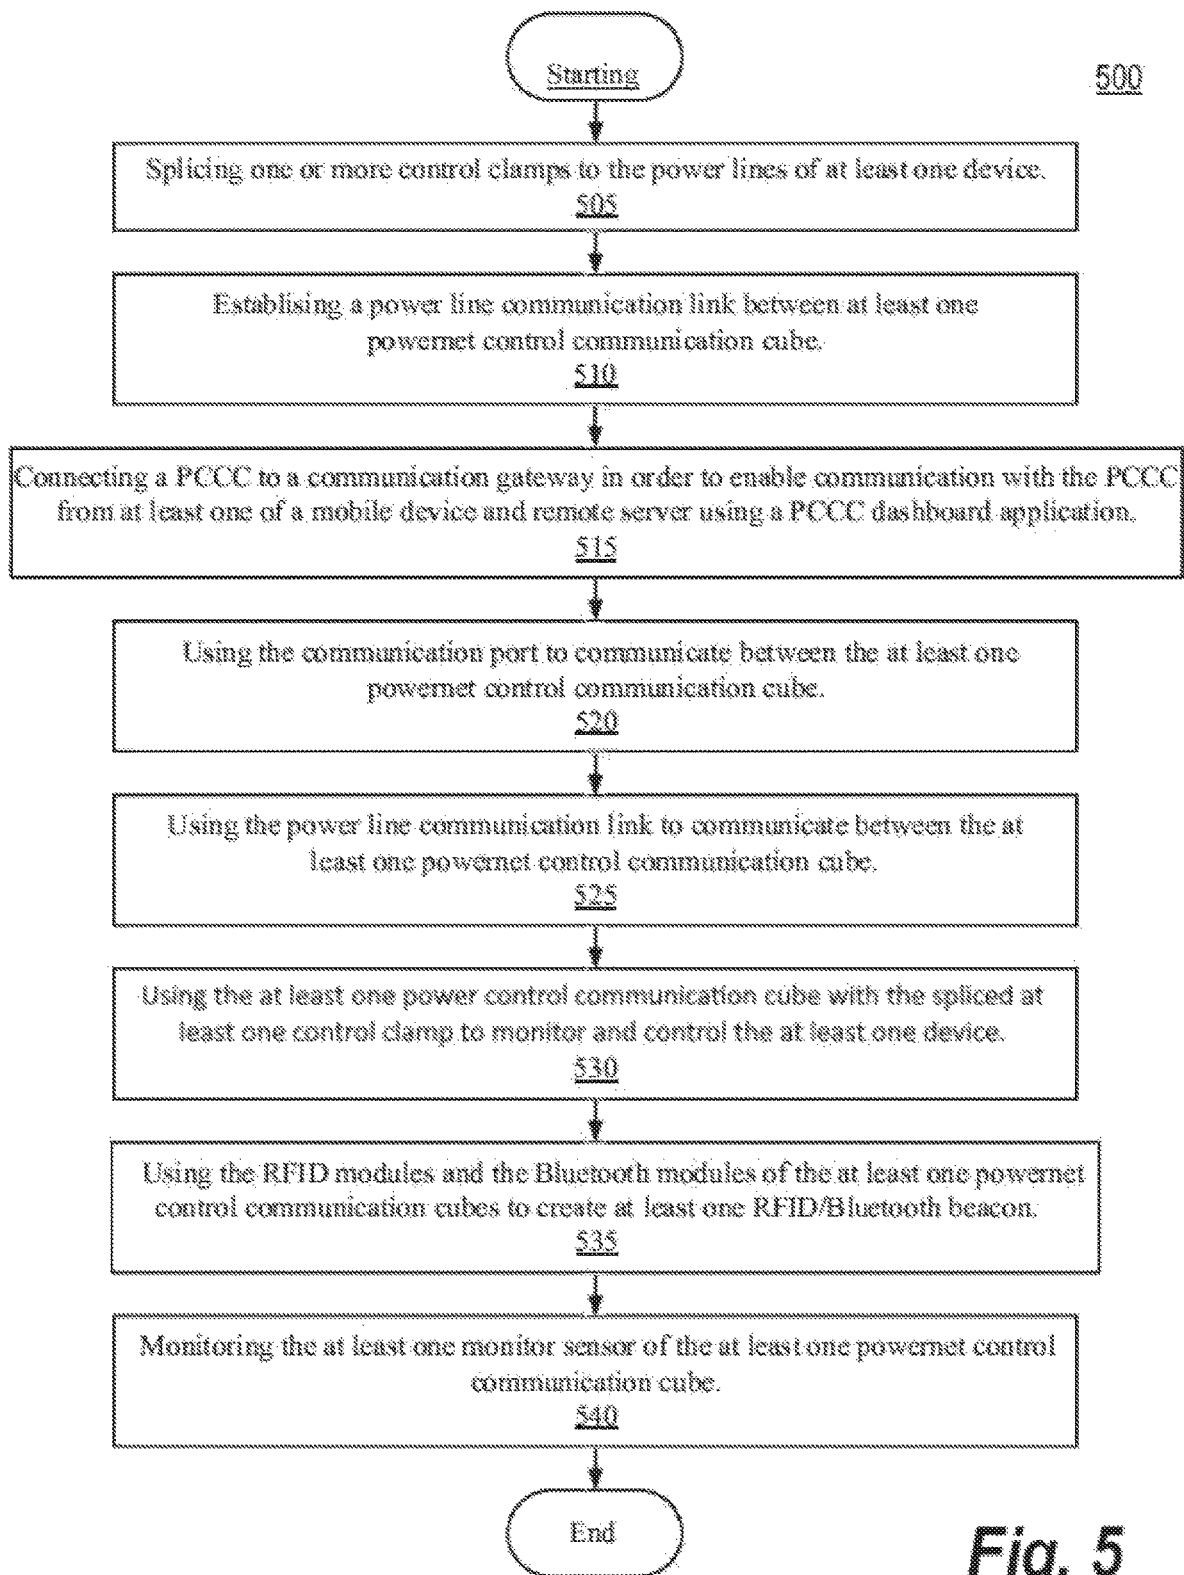 Starting
500
Splicing one or more control clamps to the power lines of at least one device.
505
Establising a power line communication link between at least one
powernet control communication cube.
510
Connecting a PCCC to a communication gateway in order to enable communication with the PCCC
from at least one of a mobile device and remote server using a PCCC dashboard application.
515
Using the communication port to communicate between the at least one
powernet control communication cube.
520
Using the power line communication link to communicate between the at
least one powernet control communication cube.
525
Using the at least one power control communication cube with the spliced at
least one control clamp to monitor and control the at least one device.
530
Using the RFID modules and the Bluetooth modules of the at least one powernet
control communication cubes to create at least one RFID/Bluetooth beacon.
535
Monitoring the at least one monitor sensor of the at least one powernet control
communication cube.
540
End
Fig. 5